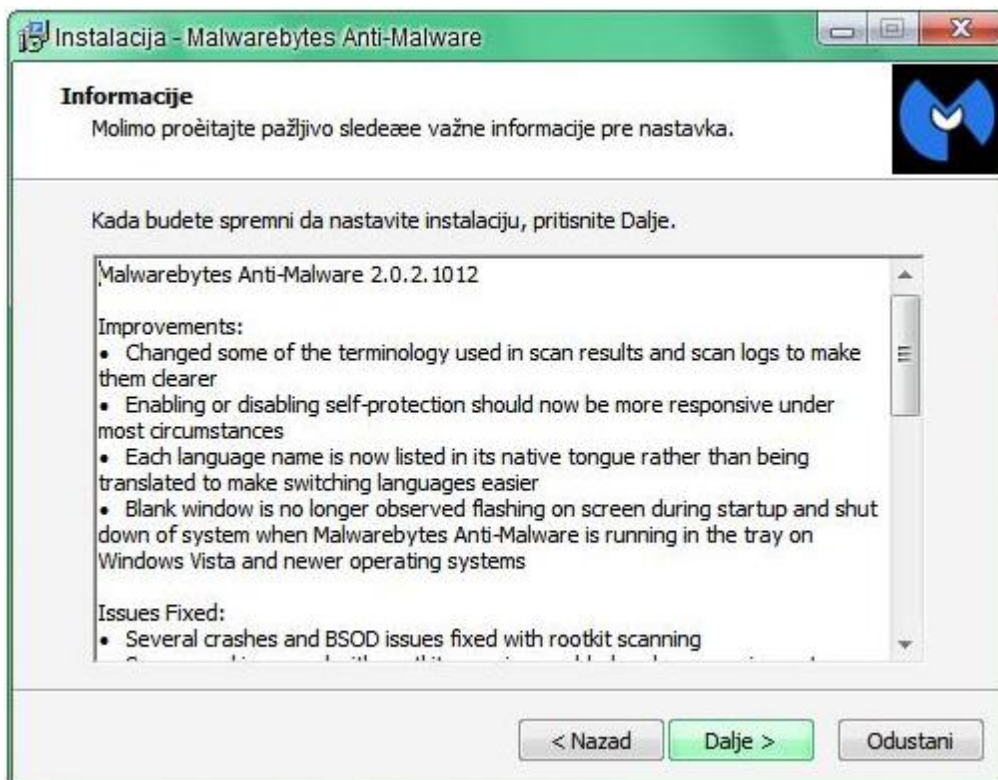 Instalacija - Malwarebytes Anti-Malware
Informacije
Molimo proèitajte pažljivo sledeæe važne informacije pre nastavka.
Kada budete spremni da nastavite instalaciju, pritisnite Dalje.
Malwarebytes Anti-Malware 2.0.2.1012
Improvements:
• Changed some of the terminology used in scan results and scan logs to make
them clearer
• Enabling or disabling self-protection should now be more responsive under
most circumstances
• Each language name is now listed in its native tongue rather than being
translated to make switching languages easier
• Blank window is no longer observed flashing on screen during startup and shut
down of system when Malwarebytes Anti-Malware is running in the tray on
Windows Vista and newer operating systems
Issues Fixed:
• Several crashes and BSOD issues fixed with rootkit scanning
< Nazad
Dalje >
Odustani